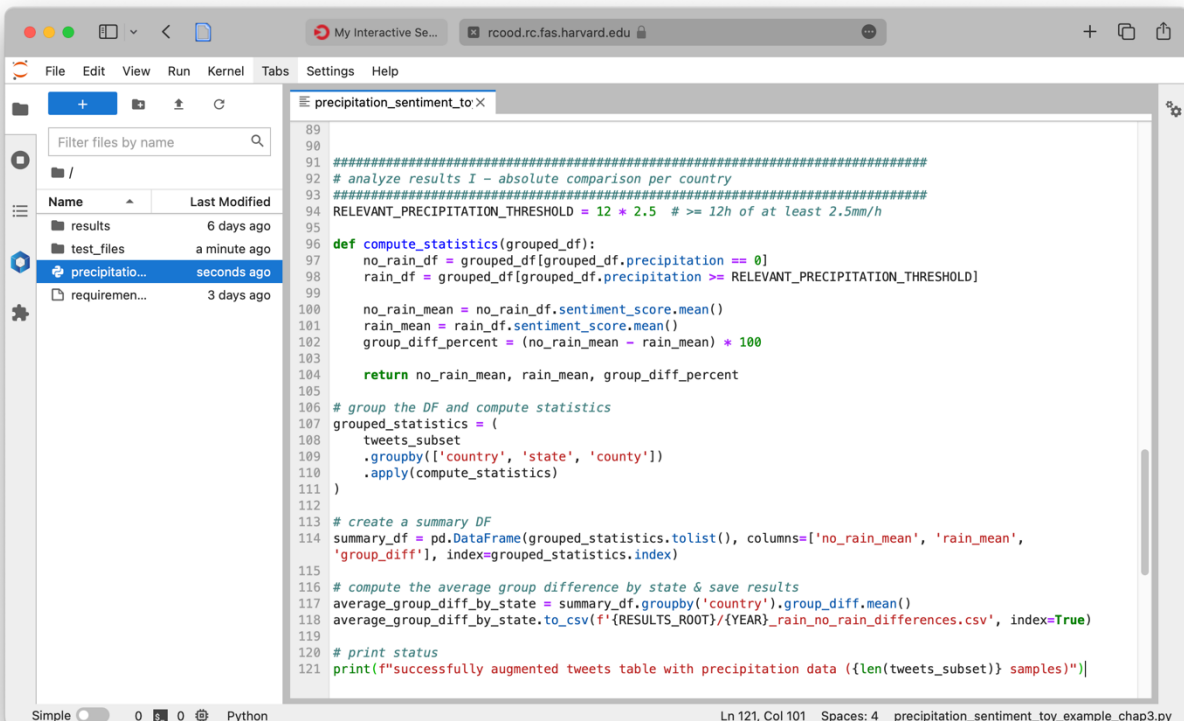 My Interactive Se...
rcood.rc.fas.harvard.edu
File Edit View Run Kernel Tabs Settings Help
precipitation_sentiment_to
Filter files by name
/
Name Last Modified
results 6 days ago
test_files a minute ago
precipitatio... seconds ago
requiremen... 3 days ago
89
90
91 ###############################################################################
92 # analyze results I – absolute comparison per country
93 ###############################################################################
94 RELEVANT_PRECIPITATION_THRESHOLD = 12 * 2.5  # >= 12h of at least 2.5mm/h
95
96 def compute_statistics(grouped_df):
97     no_rain_df = grouped_df[grouped_df.precipitation == 0]
98     rain_df = grouped_df[grouped_df.precipitation >= RELEVANT_PRECIPITATION_THRESHOLD]
99
100     no_rain_mean = no_rain_df.sentiment_score.mean()
101     rain_mean = rain_df.sentiment_score.mean()
102     group_diff_percent = (no_rain_mean – rain_mean) * 100
103
104     return no_rain_mean, rain_mean, group_diff_percent
105
106 # group the DF and compute statistics
107 grouped_statistics = (
108     tweets_subset
109     .groupby(['country', 'state', 'county'])
110     .apply(compute_statistics)
111 )
112
113 # create a summary DF
114 summary_df = pd.DataFrame(grouped_statistics.tolist(), columns=['no_rain_mean', 'rain_mean',
'group_diff'], index=grouped_statistics.index)
115
116 # compute the average group difference by state & save results
117 average_group_diff_by_state = summary_df.groupby('country').group_diff.mean()
118 average_group_diff_by_state.to_csv(f'{RESULTS_ROOT}/{YEAR}_rain_no_rain_differences.csv', index=True)
119
120 # print status
121 print(f"successfully augmented tweets table with precipitation data ({len(tweets_subset)} samples)")
Simple 0 0 Python Ln 121, Col 101 Spaces: 4 precipitation_sentiment_toy_example_chap3.py